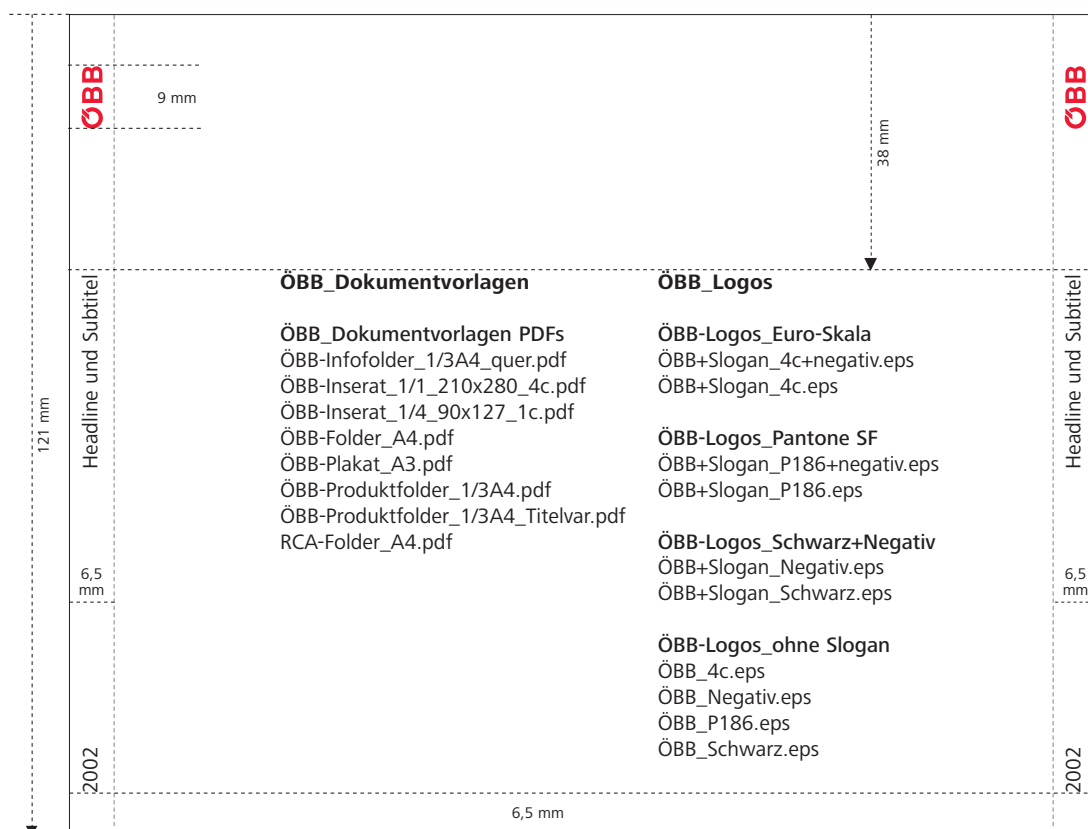 ÖBB
9 mm
38 mm
ÖBB
121 mm
Headline und Subtitel
6,5
mm
2002
ÖBB_Dokumentvorlagen
ÖBB_Dokumentvorlagen PDFs
ÖBB-Infofolder_1/3A4_quer.pdf
ÖBB-Inserat_1/1_210x280_4c.pdf
ÖBB-Inserat_1/4_90x127_1c.pdf
ÖBB-Folder_A4.pdf
ÖBB-Plakat_A3.pdf
ÖBB-Produktfolder_1/3A4.pdf
ÖBB-Produktfolder_1/3A4_Titelvar.pdf
RCA-Folder_A4.pdf
ÖBB_Logos
ÖBB-Logos_Euro-Skala
ÖBB+Slogan_4c+negativ.eps
ÖBB+Slogan_4c.eps
ÖBB-Logos_Pantone SF
ÖBB+Slogan_P186+negativ.eps
ÖBB+Slogan_P186.eps
ÖBB-Logos_Schwarz+Negativ
ÖBB+Slogan_Negativ.eps
ÖBB+Slogan_Schwarz.eps
ÖBB-Logos_ohne Slogan
ÖBB_4c.eps
ÖBB_Negativ.eps
ÖBB_P186.eps
ÖBB_Schwarz.eps
Headline und Subtitel
6,5
mm
2002
6,5 mm